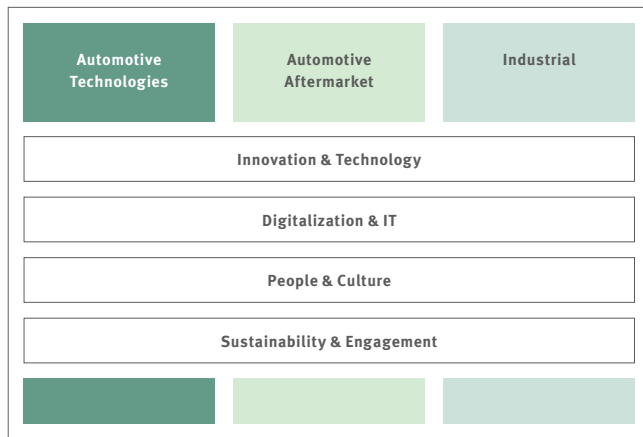 Automotive
Technologies
Automotive
Aftermarket
Industrial
Innovation & Technology
Digitalization & IT
People & Culture
Sustainability & Engagement